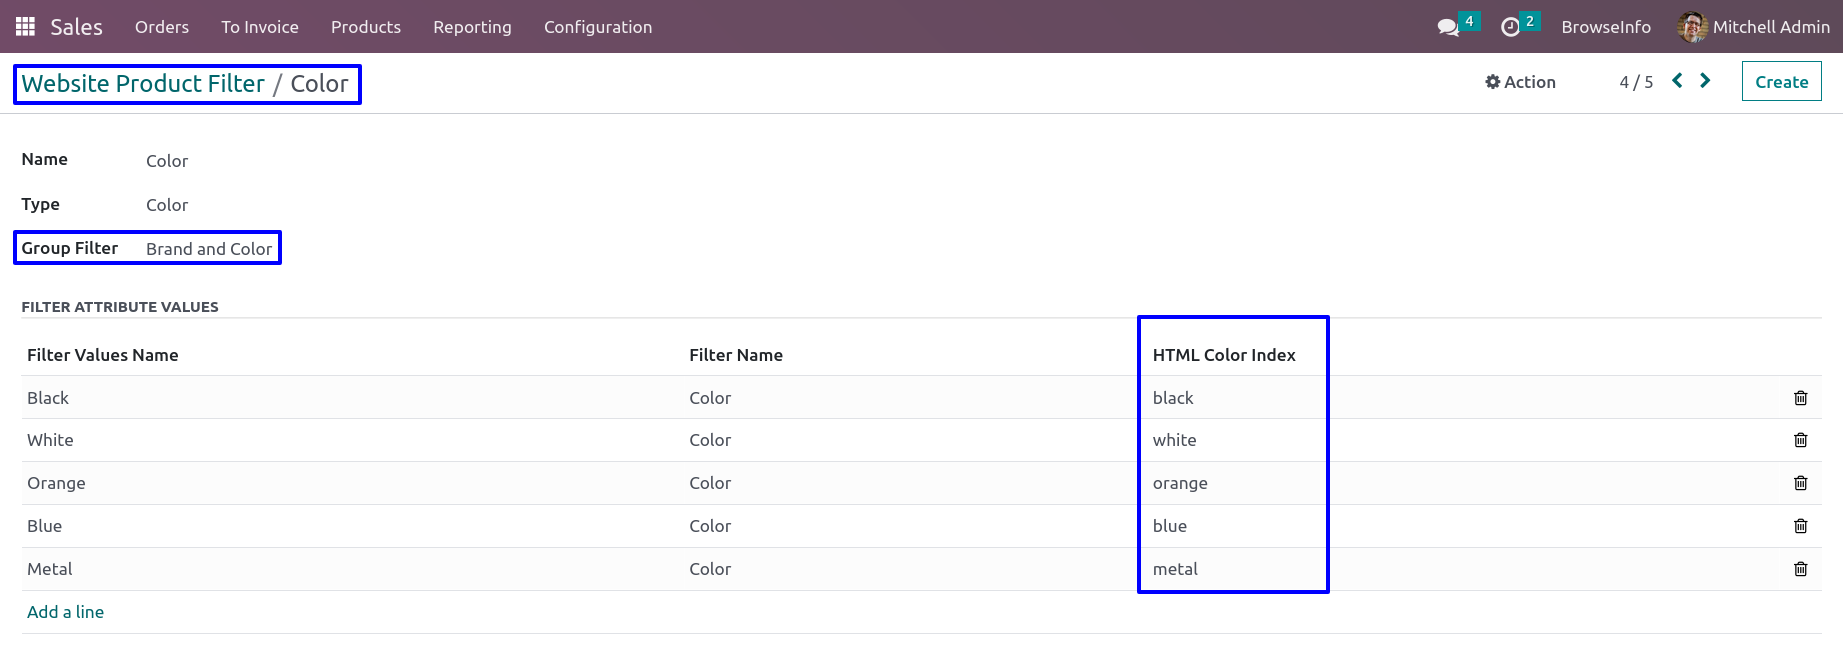 Sales Orders To Invoice Products Reporting Configuration 4 2 BrowseInfo Mitchell Admin
Website Product Filter / Color Action 4 / 5 Create
Name Color
Type Color
Group Filter Brand and Color
FILTER ATTRIBUTE VALUES
Filter Values Name Filter Name HTML Color Index
Black Color black
White Color white
Orange Color orange
Blue Color blue
Metal Color metal
Add a line